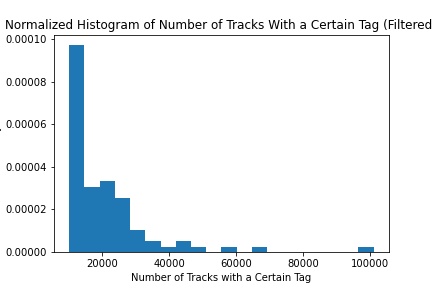 Normalized Histogram of Number of Tracks With a Certain Tag (Filtered
0.00010
0.00008
0.00006
0.00004
0.00002
0.00000
20000 40000 60000 80000 100000
Number of Tracks with a Certain Tag